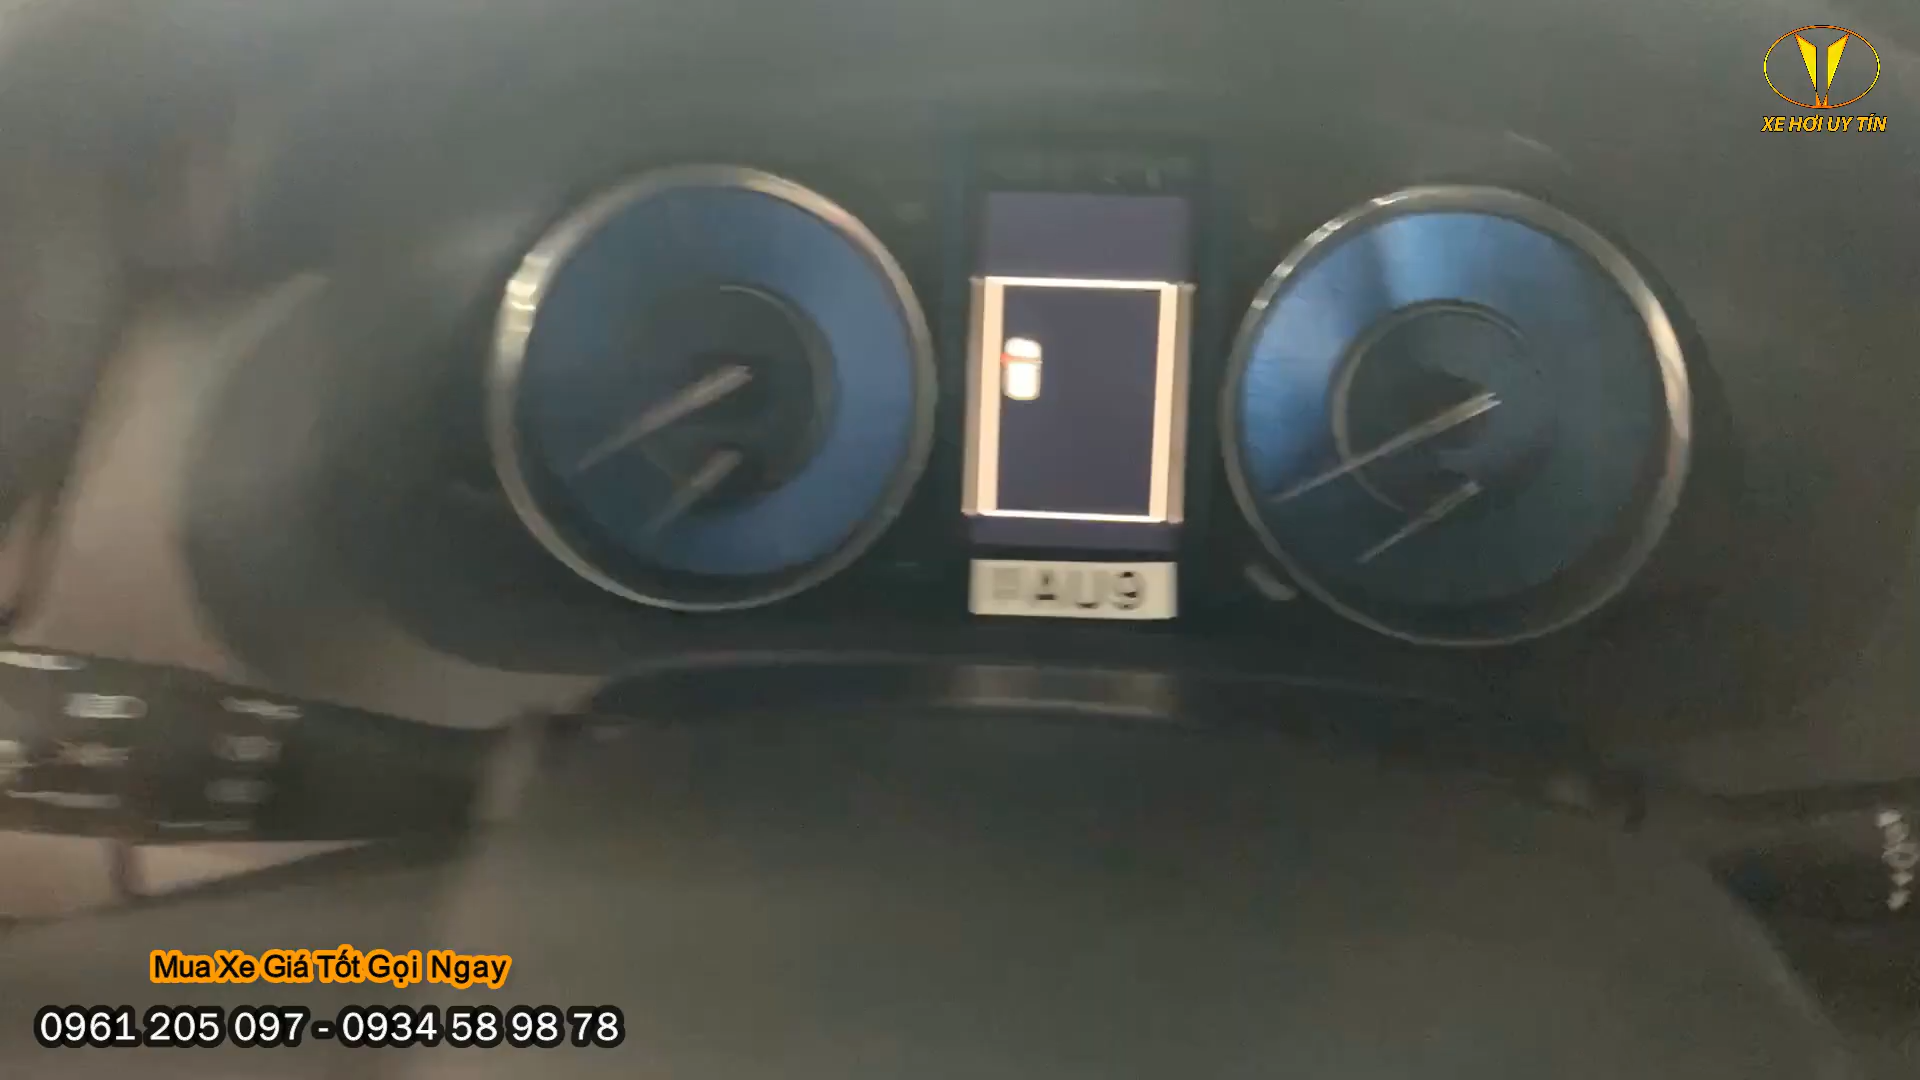 XE HƠI UY TÍN
Mua Xe Giá Tốt Gọi Ngay
0961 205 097 - 0934 58 98 78